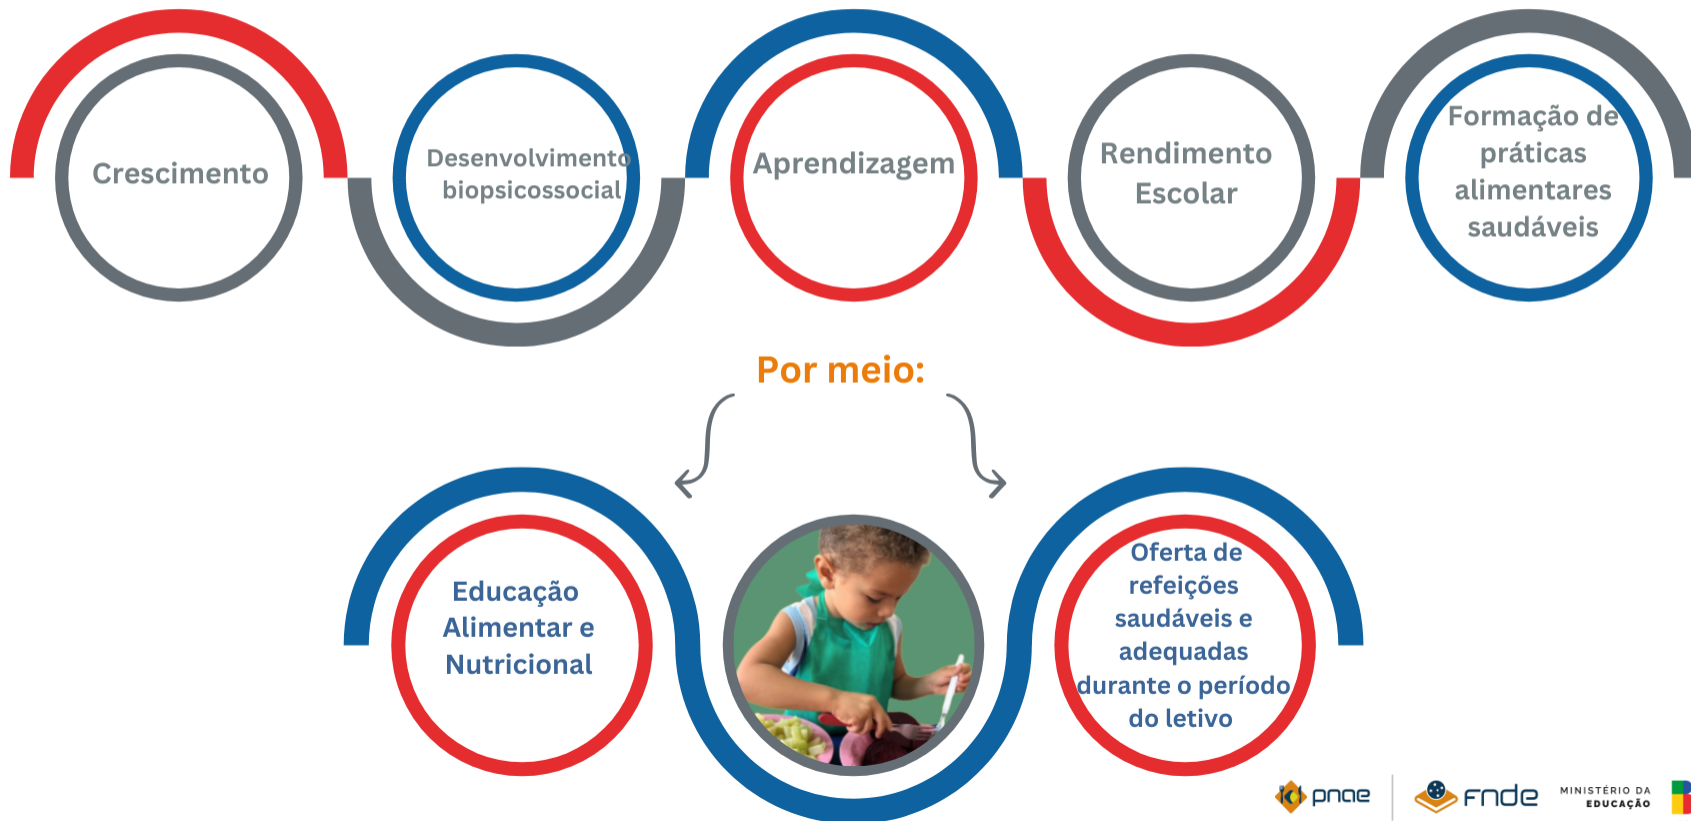 Crescimento
Desenvolvimento
biopsicossocial
Aprendizagem
Rendimento
Escolar
Formação de
práticas
alimentares
saudáveis
Por meio:
Educação
Alimentar e
Nutricional
Oferta de
refeições
saudáveis e
adequadas
durante o período
do letivo
pnae
fnde
MINISTÉRIO DA
EDUCAÇÃO